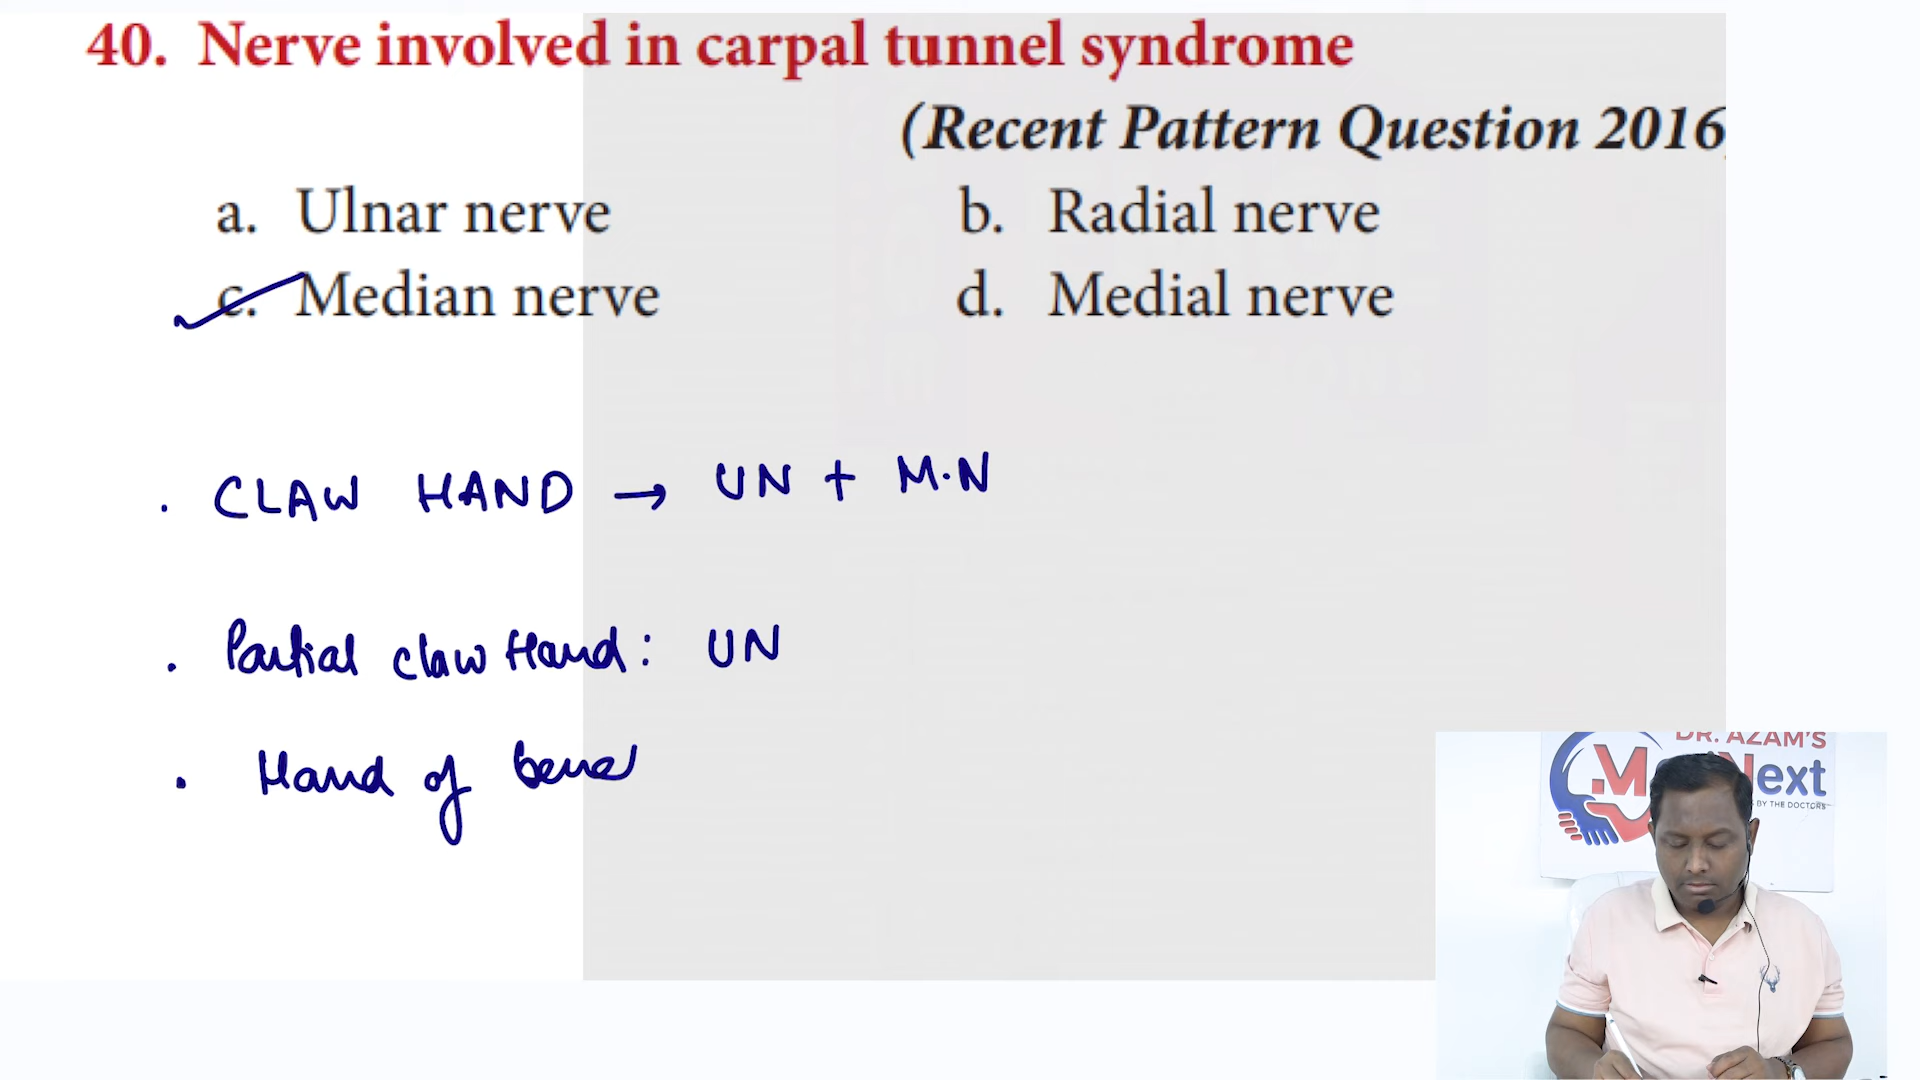 40. Nerve involved in carpal tunnel syndrome
(Recent Pattern Question 2016
a. Ulnar nerve b. Radial nerve
c. Median nerve d. Medial nerve
. CLAW HAND → UN + M.N
. Partial claw Hand : UN
. Hand of bene
DR. AZAM'S
ext
BY THE DOCTORS